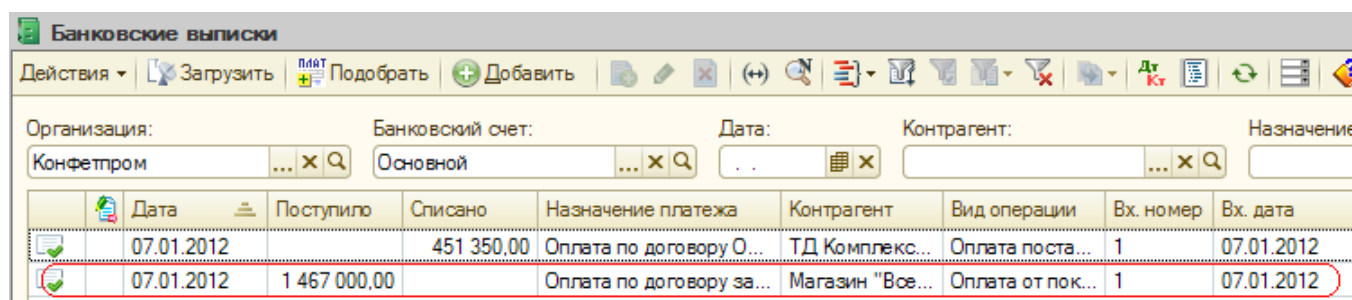 Банковские выписки
Действия Загрузить ПЛАТ Подобрать Добавить Дт Кт
Организация: Банковский счет: Дата: Контрагент: Назначение
Конфетпром ... Основной ... . . ...
Дата Поступило Списано Назначение платежа Контрагент Вид операции Вх. номер Вх. дата
07.01.2012 451 350,00 Оплата по договору О... ТД Комплекс... Оплата поста... 1 07.01.2012
07.01.2012 1 467 000,00 Оплата по договору за... Магазин "Все... Оплата от пок... 1 07.01.2012